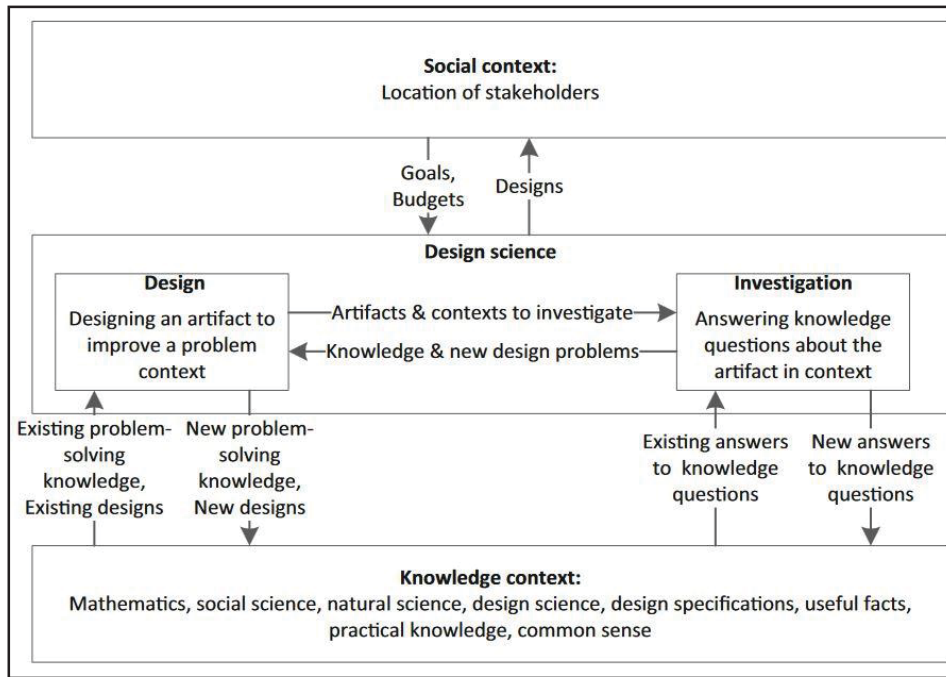 Social context:
Location of stakeholders
Goals,
Budgets
Designs
Design science
Design
Designing an artifact to
improve a problem
context
Artifacts & contexts to investigate
Knowledge & new design problems
Investigation
Answering knowledge
questions about the
artifact in context
Existing problem-
solving
knowledge,
Existing designs
New problem-
solving
knowledge,
New designs
Existing answers
to knowledge
questions
New answers
to knowledge
questions
Knowledge context:
Mathematics, social science, natural science, design science, design specifications, useful facts,
practical knowledge, common sense